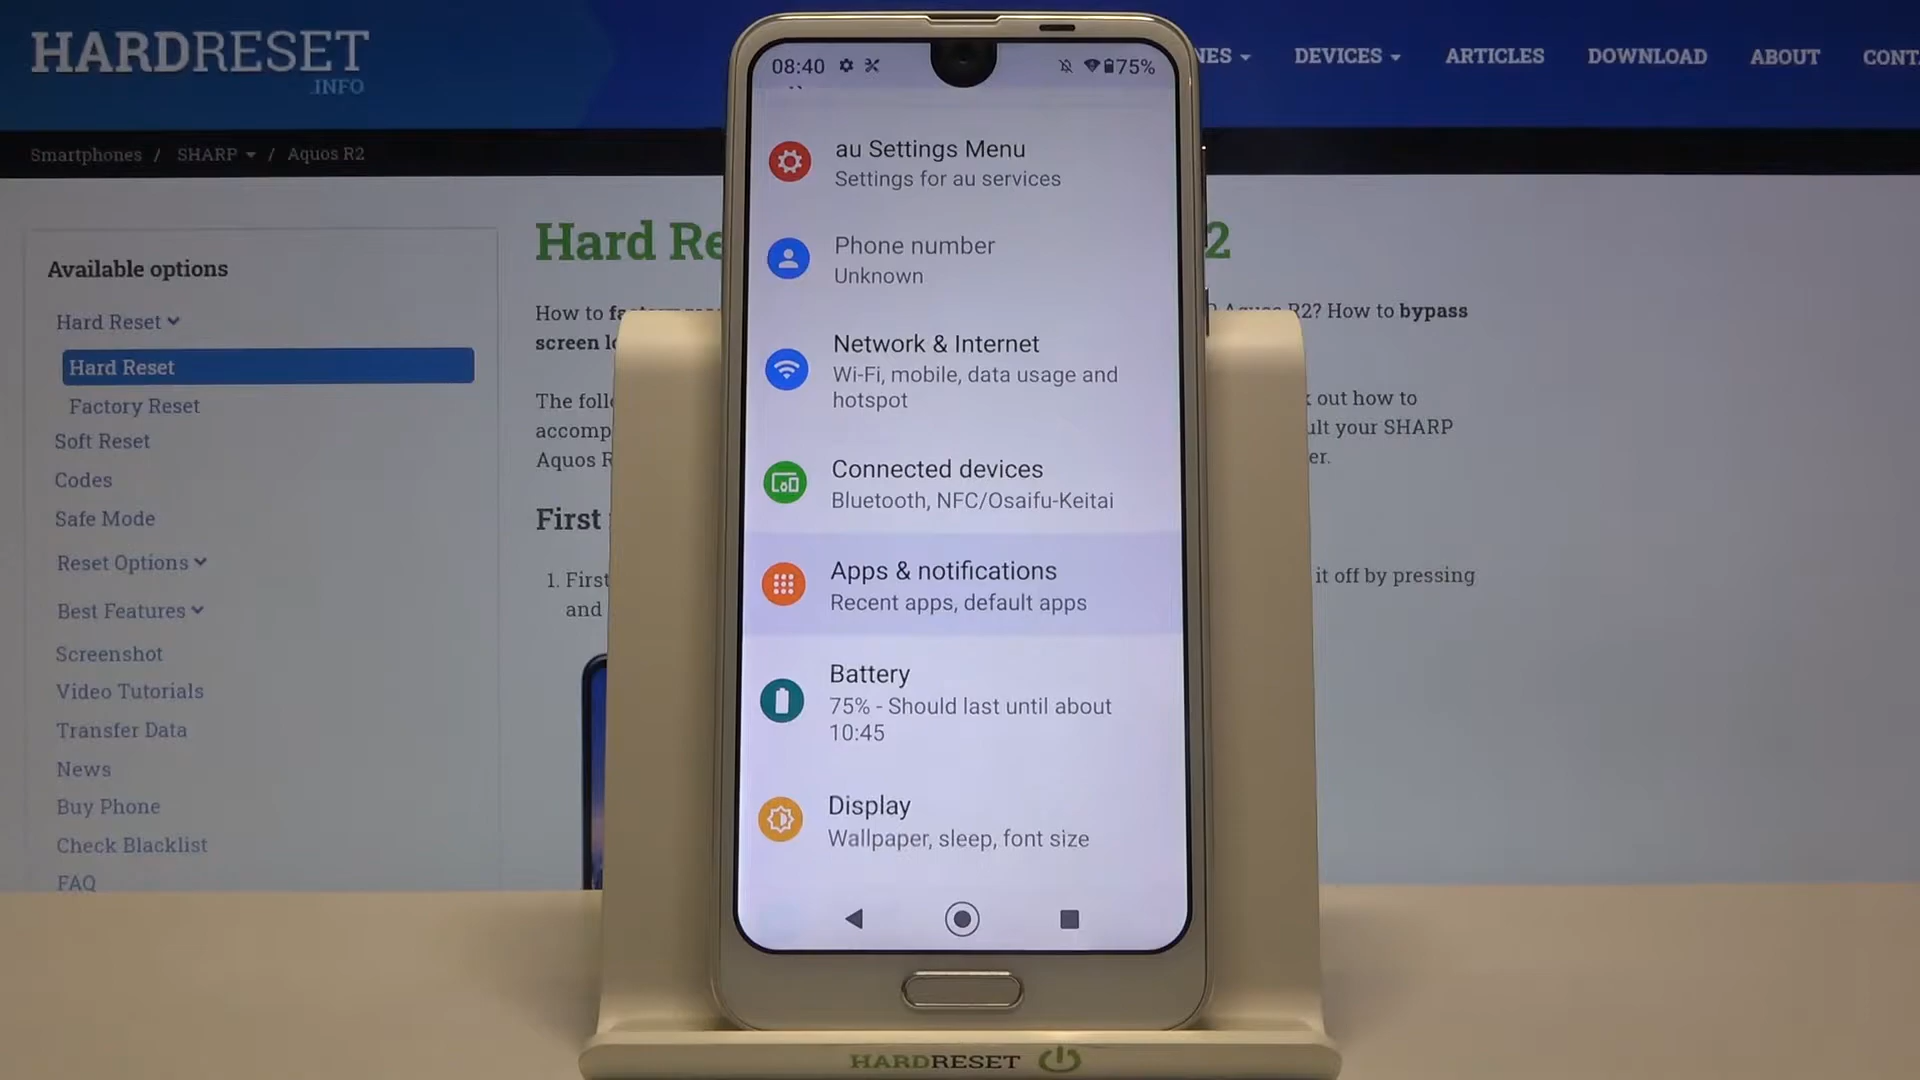 HARDRESET
.INFO
NES
DEVICES
ARTICLES
DOWNLOAD
ABOUT
CONT
Smartphones / SHARP / Aquos R2
Available options
Hard Reset
Hard Reset
Factory Reset
Soft Reset
Codes
Safe Mode
Reset Options
Best Features
Screenshot
Video Tutorials
Transfer Data
News
Buy Phone
Check Blacklist
FAQ
Hard Re 2
How to R2? How to bypass
screen
The out how to
accomp ult your SHARP
Aquos er.
First
1. First it off by pressing
and
08:40 75%
au Settings Menu
Settings for au services
Phone number
Unknown
Network & Internet
Wi-Fi, mobile, data usage and
hotspot
Connected devices
Bluetooth, NFC/Osaifu-Keitai
Apps & notifications
Recent apps, default apps
Battery
75% - Should last until about
10:45
Display
Wallpaper, sleep, font size
HARDRESET